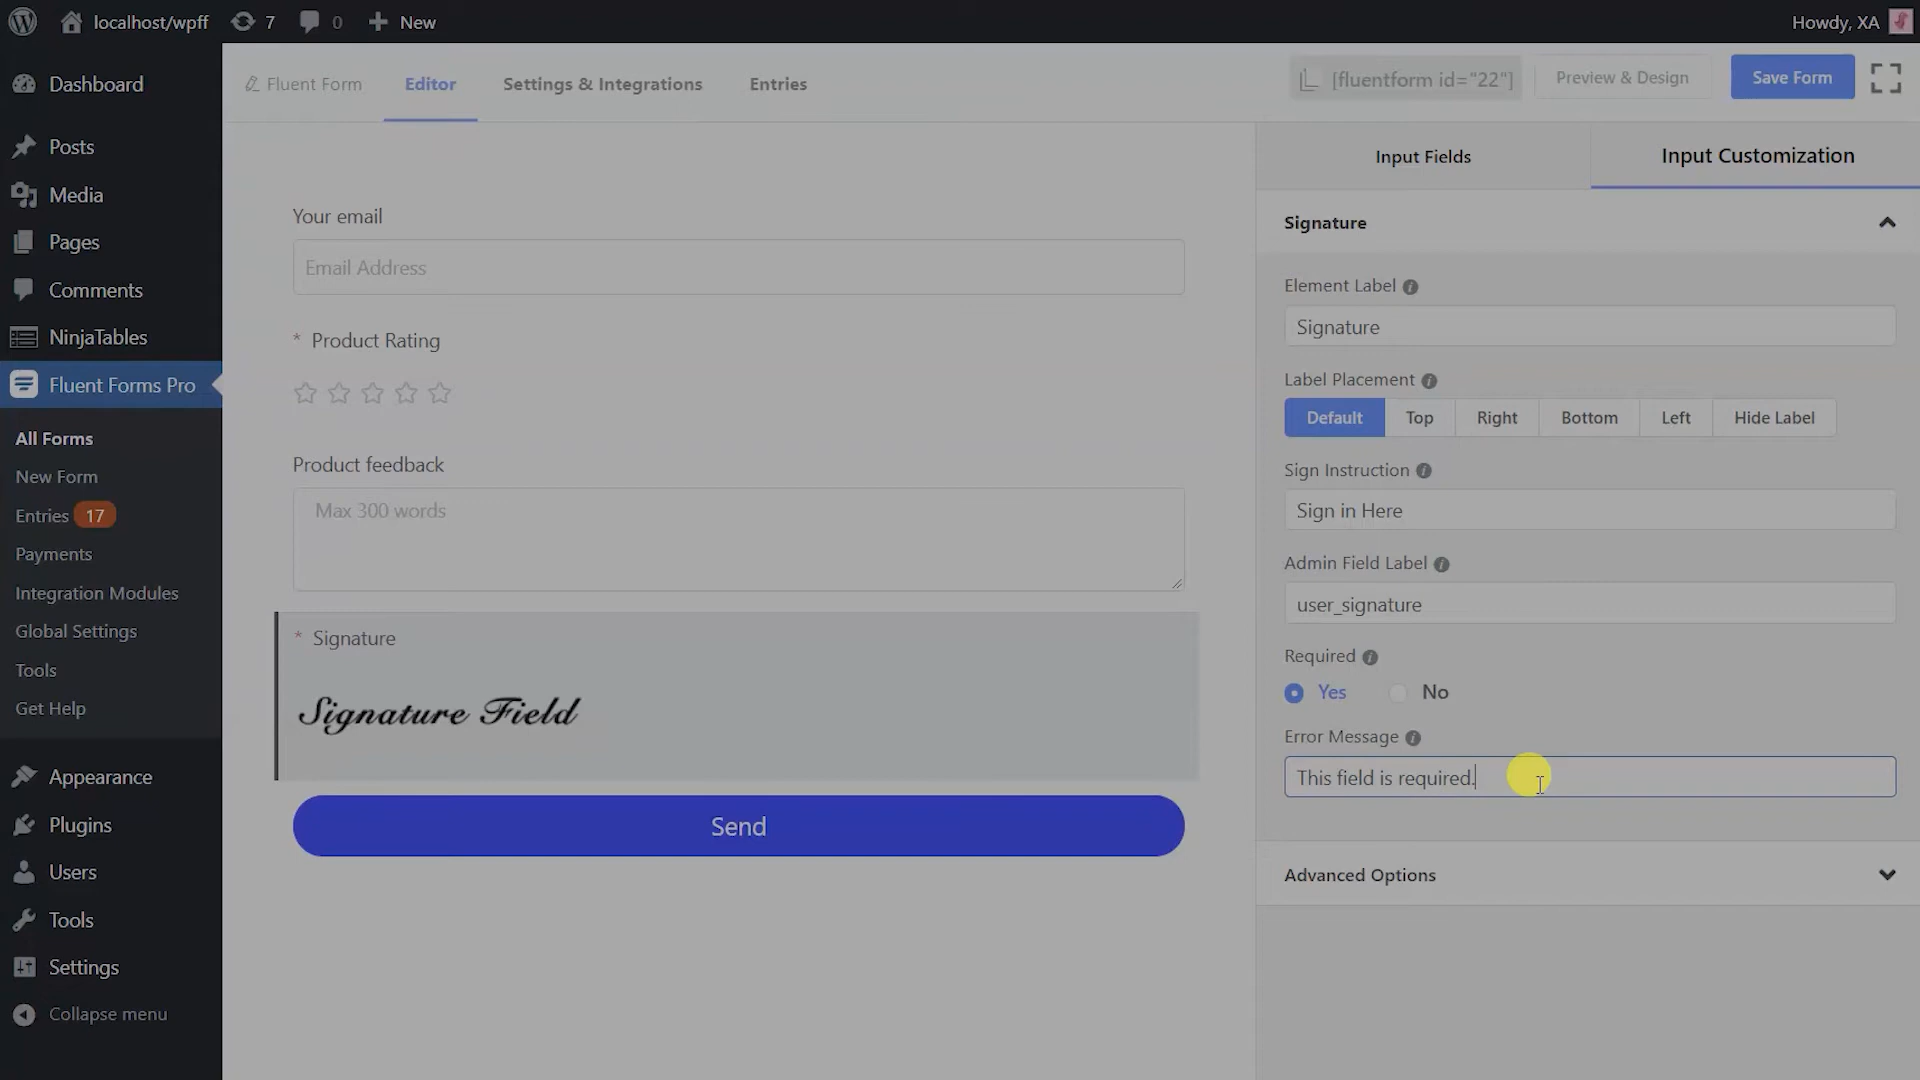 localhost/wpff
7
0
New
Howdy, XA
Dashboard
Posts
Media
Pages
Comments
NinjaTables
Fluent Forms Pro
All Forms
New Form
Entries 17
Payments
Integration Modules
Global Settings
Tools
Get Help
Appearance
Plugins
Users
Tools
Settings
Collapse menu
Fluent Form
Editor
Settings & Integrations
Entries
[fluentform id="22"]
Preview & Design
Save Form
Your email
Email Address
* Product Rating
Product feedback
Max 300 words
* Signature
Signature Field
Send
Input Fields
Input Customization
Signature
Element Label
Signature
Label Placement
Default Top Right Bottom Left Hide Label
Sign Instruction
Sign in Here
Admin Field Label
user_signature
Required
Yes No
Error Message
This field is required.
Advanced Options